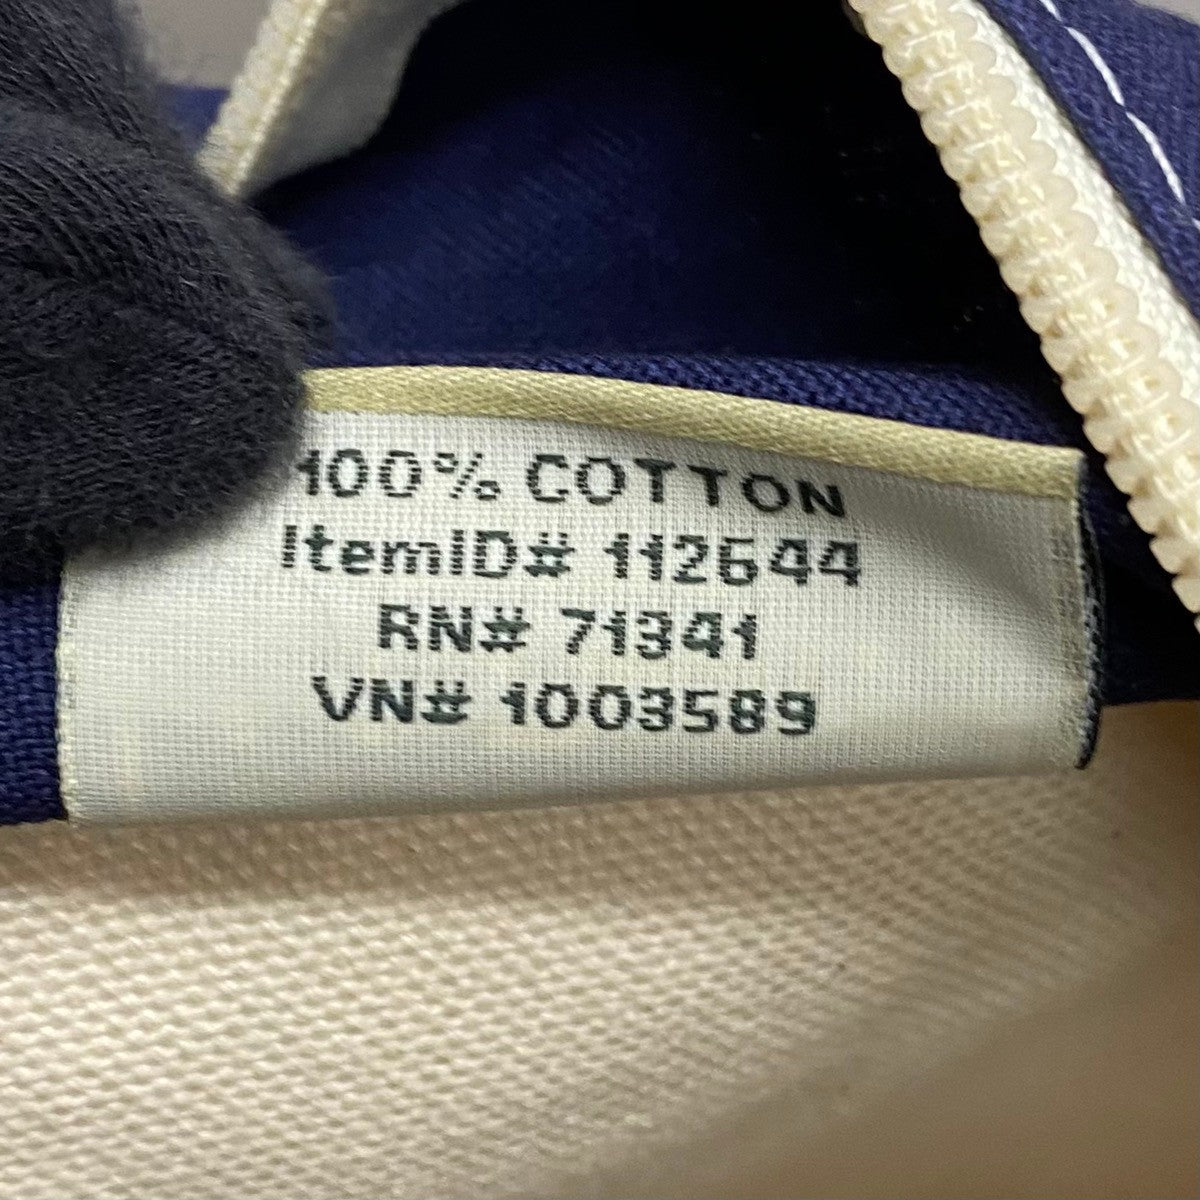 100% COTTON
ItemID# 112644
RN# 71341
VN# 1003589